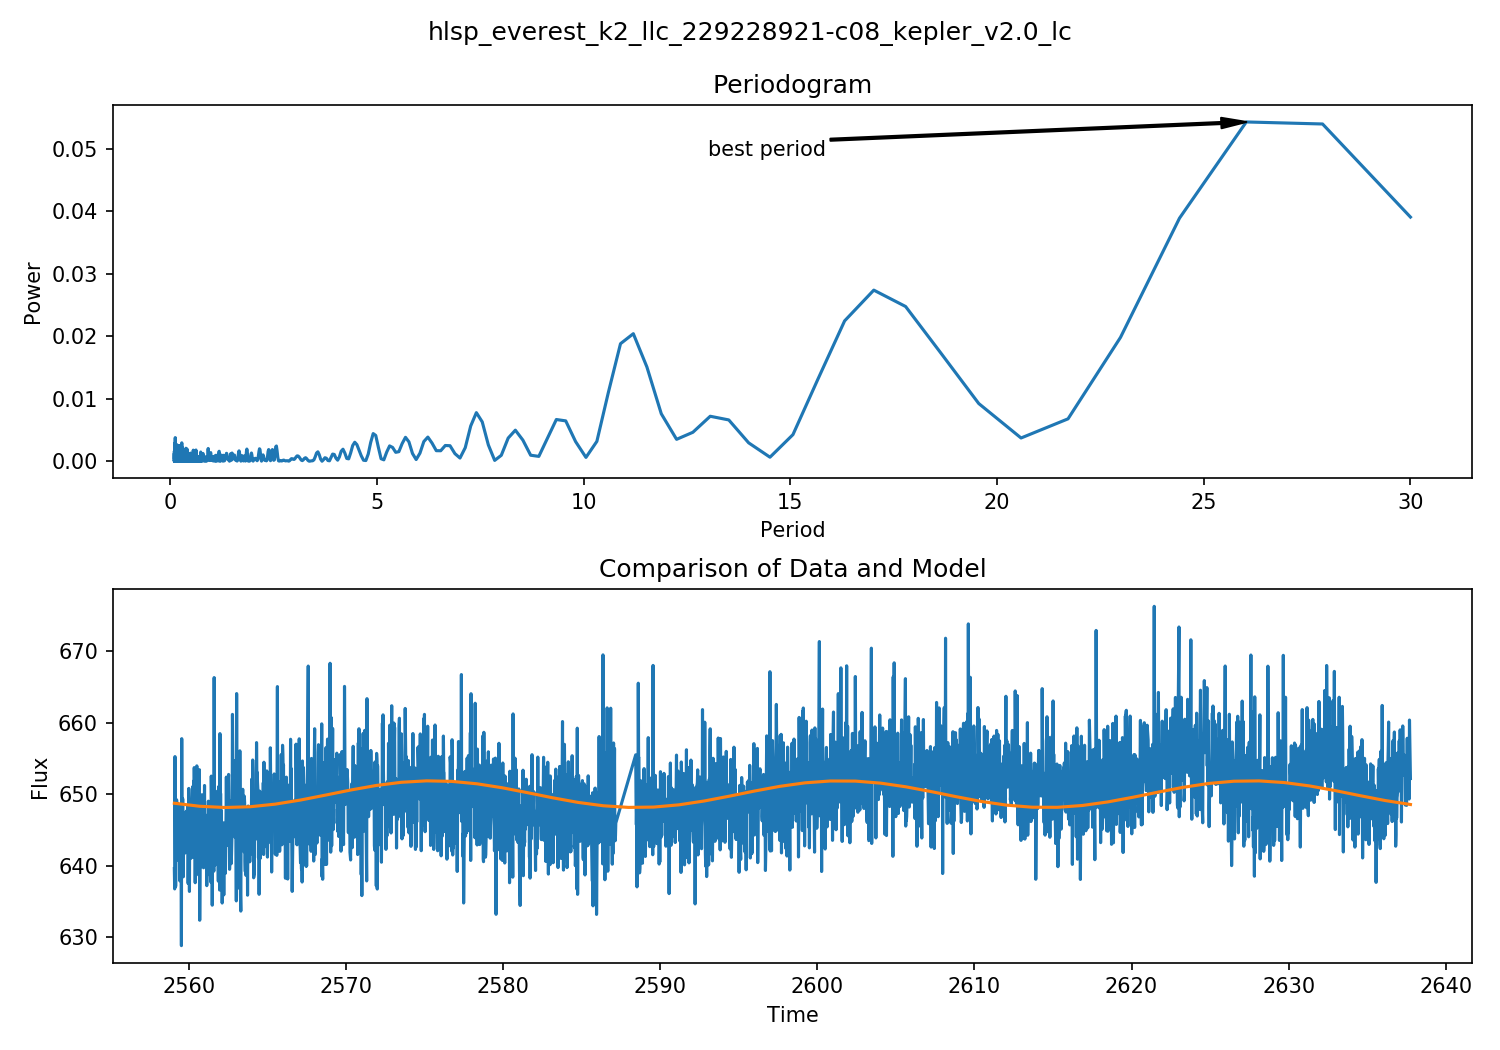 hlsp_everest_k2_llc_229228921-c08_kepler_v2.0_lc
Periodogram
best period
Power
0.05
0.04
0.03
0.02
0.01
0.00
0 5 10 15 20 25 30
Period
Comparison of Data and Model
Flux
670
660
650
640
630
2560 2570 2580 2590 2600 2610 2620 2630 2640
Time